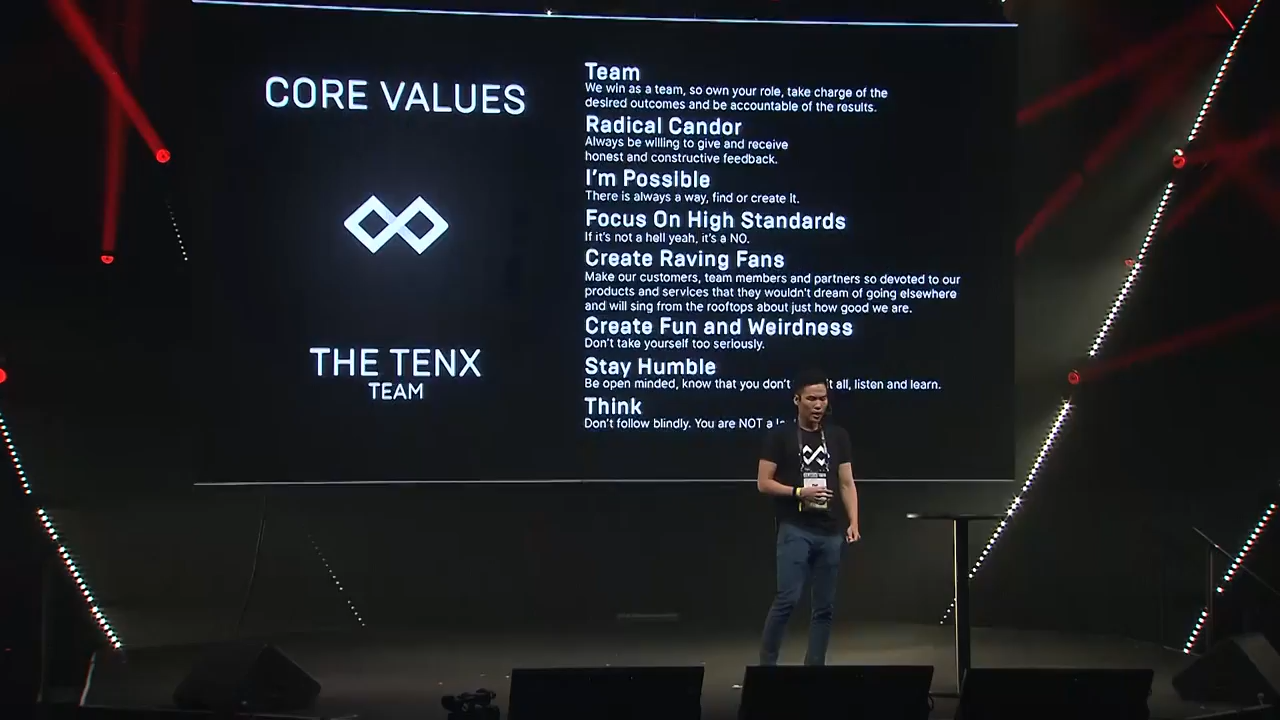 CORE VALUES
THE TENX
TEAM
Team
We win as a team, so own your role, take charge of the
desired outcomes and be accountable of the results.
Radical Candor
Always be willing to give and receive
honest and constructive feedback.
I'm Possible
There is always a way, find or create it.
Focus On High Standards
If it's not a hell yeah, it's a NO.
Create Raving Fans
Make our customers, team members and partners so devoted to our
products and services that they wouldn't dream of going elsewhere
and will sing from the rooftops about just how good we are.
Create Fun and Weirdness
Don't take yourself too seriously.
Stay Humble
Be open minded, know that you don't it all, listen and learn.
Think
Don't follow blindly. You are NOT a